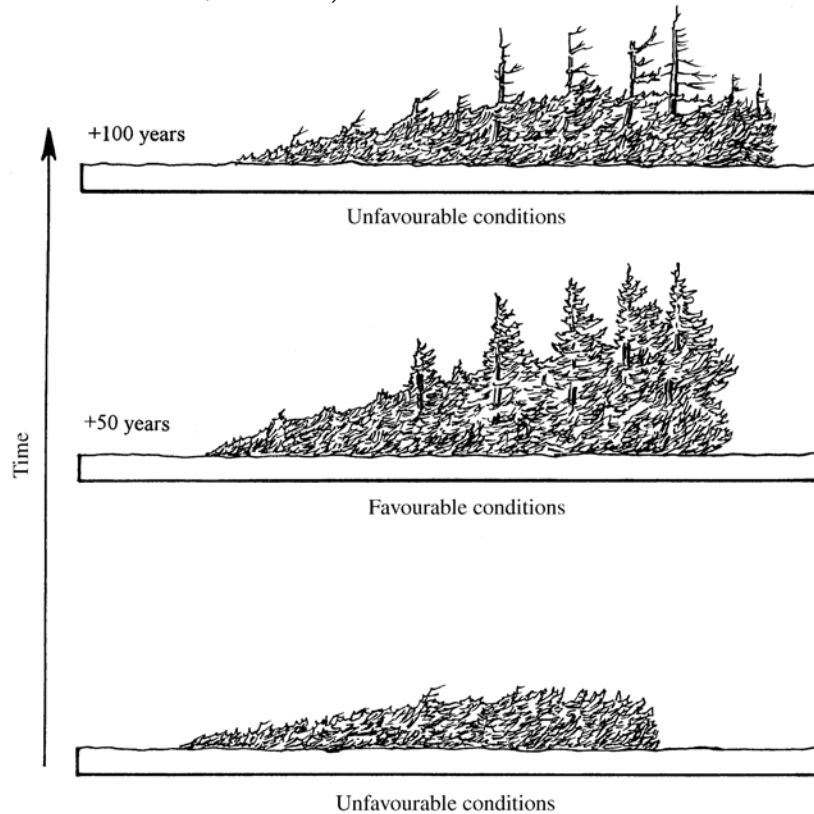 +100 years
Unfavourable conditions
+50 years
Time
Favourable conditions
Unfavourable conditions